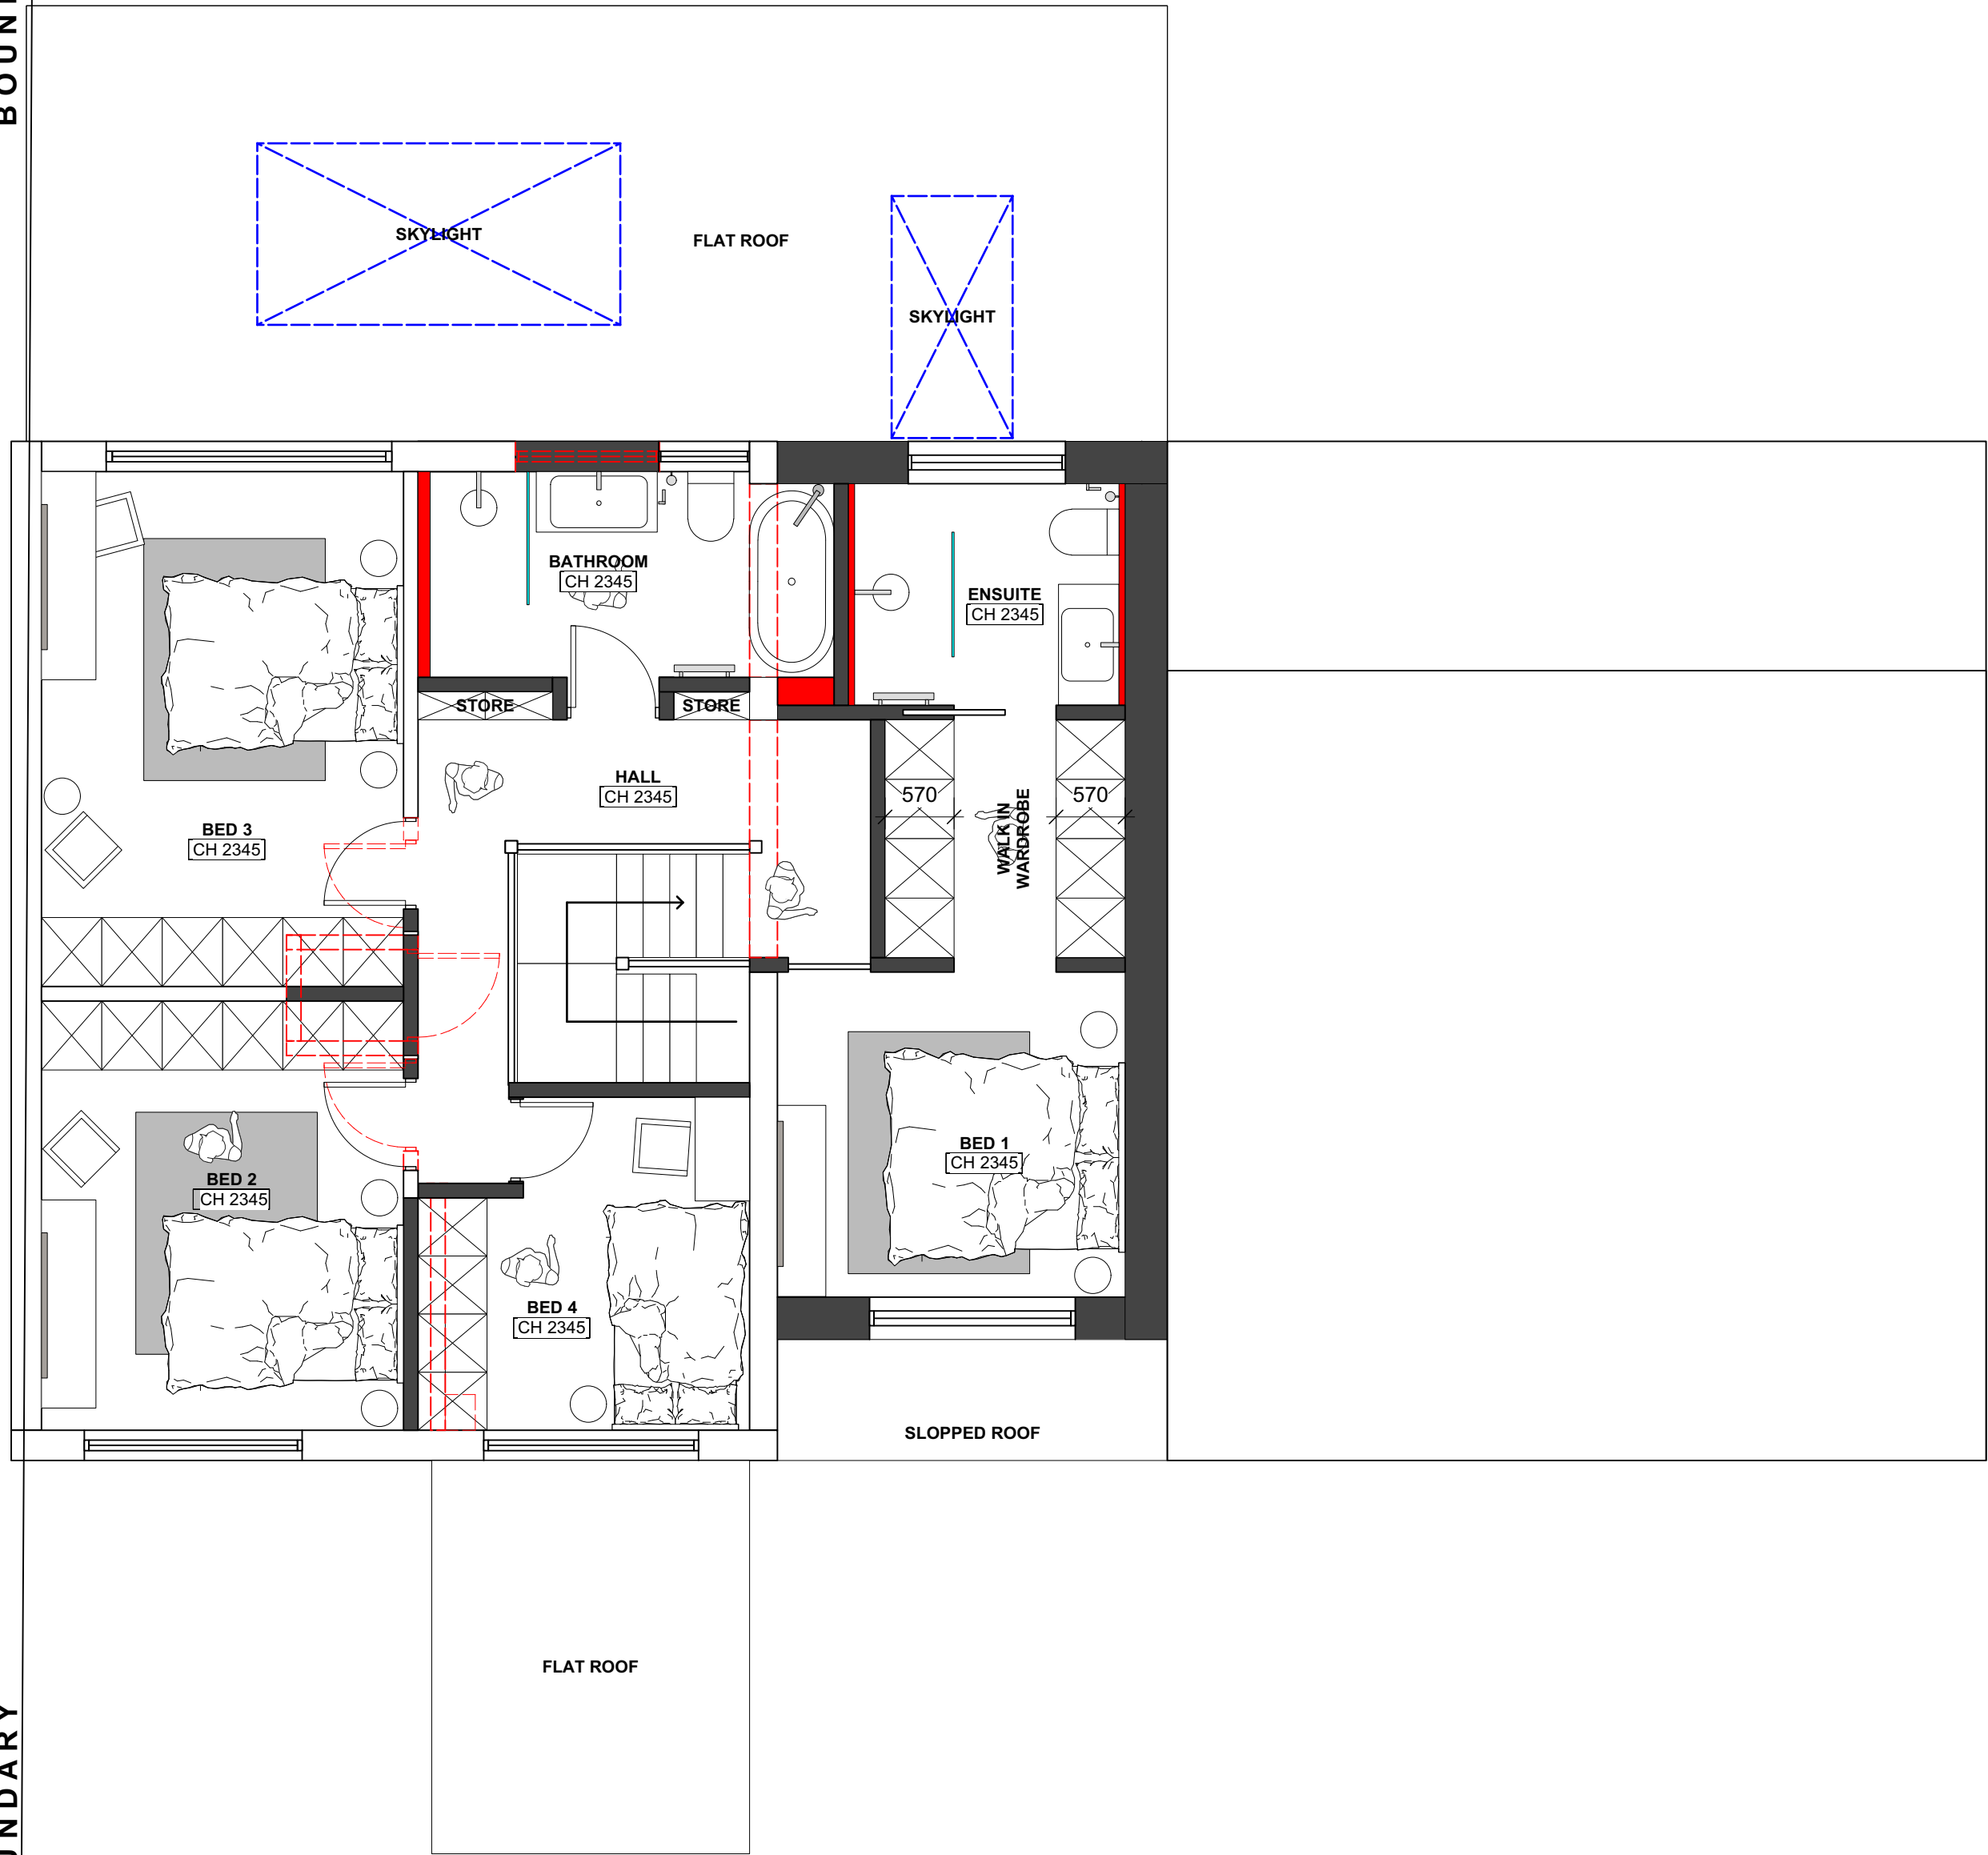 BOUN
SKYLIGHT
FLAT ROOF
SKYLIGHT
BATHROOM
CH 2345
ENSUITE
CH 2345
STORE
STORE
HALL
CH 2345
570
570
WALK IN
WARDROBE
BED 3
CH 2345
BED 1
CH 2345
BED 2
CH 2345
BED 4
CH 2345
SLOPPED ROOF
FLAT ROOF
UNDARY